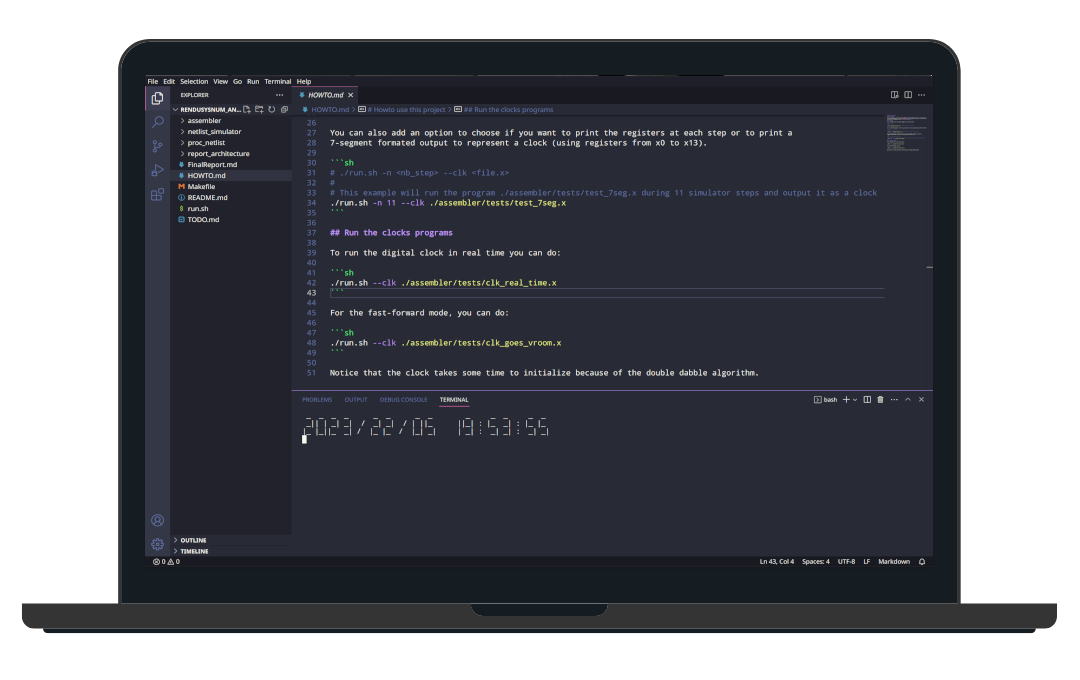 File Edit Selection View Go Run Terminal Help
EXPLORER
RENDUSYSNUM_AN...
assembler
netlist_simulator
proc_netlist
report_architecture
FinalReport.md
HOWTO.md
Makefile
README.md
run.sh
TODO.md
OUTLINE
TIMELINE
HOWTO.md
HOWTO.md > # Howto use this project > ## Run the clocks programs
26
27 You can also add an option to choose if you want to print the registers at each step or to print a
28 7-segment formated output to represent a clock (using registers from x0 to x13).
29
30 ```sh
31 # ./run.sh -n <nb_step> --clk <file.x>
32 #
33 # This example will run the program ./assembler/tests/test_7seg.x during 11 simulator steps and output it as a clock
34 ./run.sh -n 11 --clk ./assembler/tests/test_7seg.x
35 ```
36
37 ## Run the clocks programs
38
39 To run the digital clock in real time you can do:
40
41 ```sh
42 ./run.sh --clk ./assembler/tests/clk_real_time.x
43 ```
44
45 For the fast-forward mode, you can do:
46
47 ```sh
48 ./run.sh --clk ./assembler/tests/clk_goes_vroom.x
49 ```
50
51 Notice that the clock takes some time to initialize because of the double dabble algorithm.
PROBLEMS OUTPUT DEBUG CONSOLE TERMINAL bash
0 0 Ln 43, Col 4 Spaces: 4 UTF-8 LF Markdown